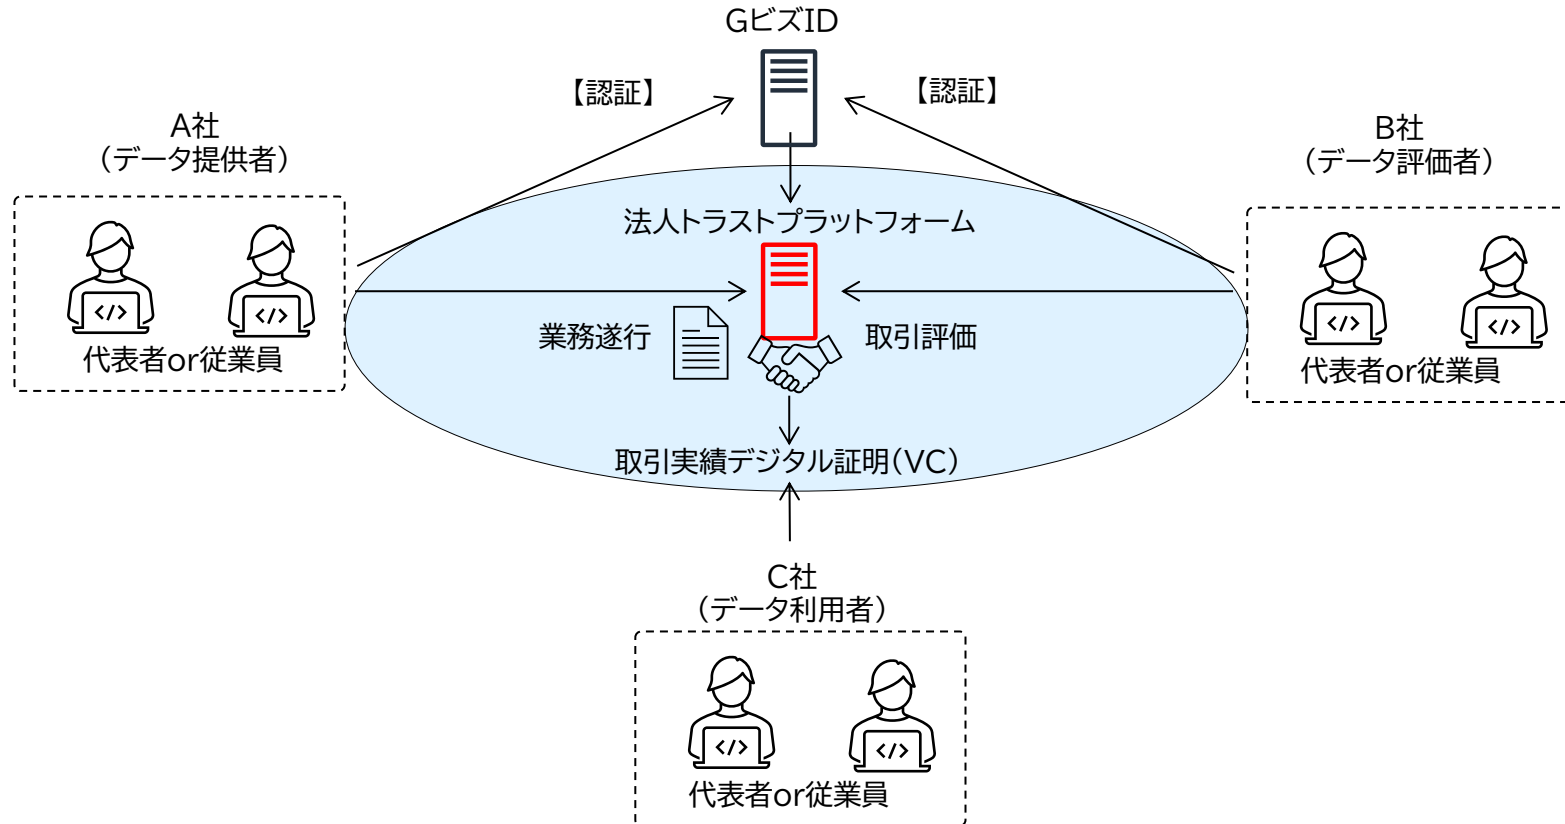 GビズID
【認証】
【認証】
A社
（データ提供者）
B社
（データ評価者）
法人トラストプラットフォーム
</>
</>
代表者or従業員
業務遂行
取引評価
</>
</>
代表者or従業員
取引実績デジタル証明（VC）
C社
（データ利用者）
</>
</>
代表者or従業員